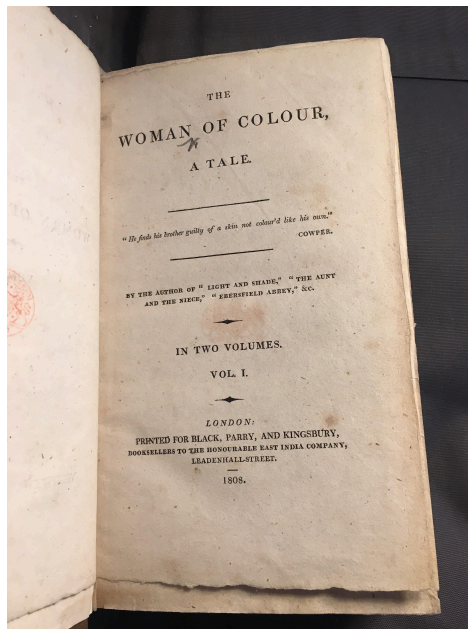 THE
WOMAN OF COLOUR,
A TALE.
"He finds his brother guilty of a skin not colour'd like his own."
COWPER.
BY THE AUTHOR OF "LIGHT AND SHADE," "THE AUNT
AND THE NIECE," "EBERSFIELD ABBEY," &c.
IN TWO VOLUMES.
VOL. I.
LONDON:
PRINTED FOR BLACK, PARRY, AND KINGSBURY,
BOOKSELLERS TO THE HONOURABLE EAST INDIA COMPANY,
LEADENHALL-STREET.
1808.